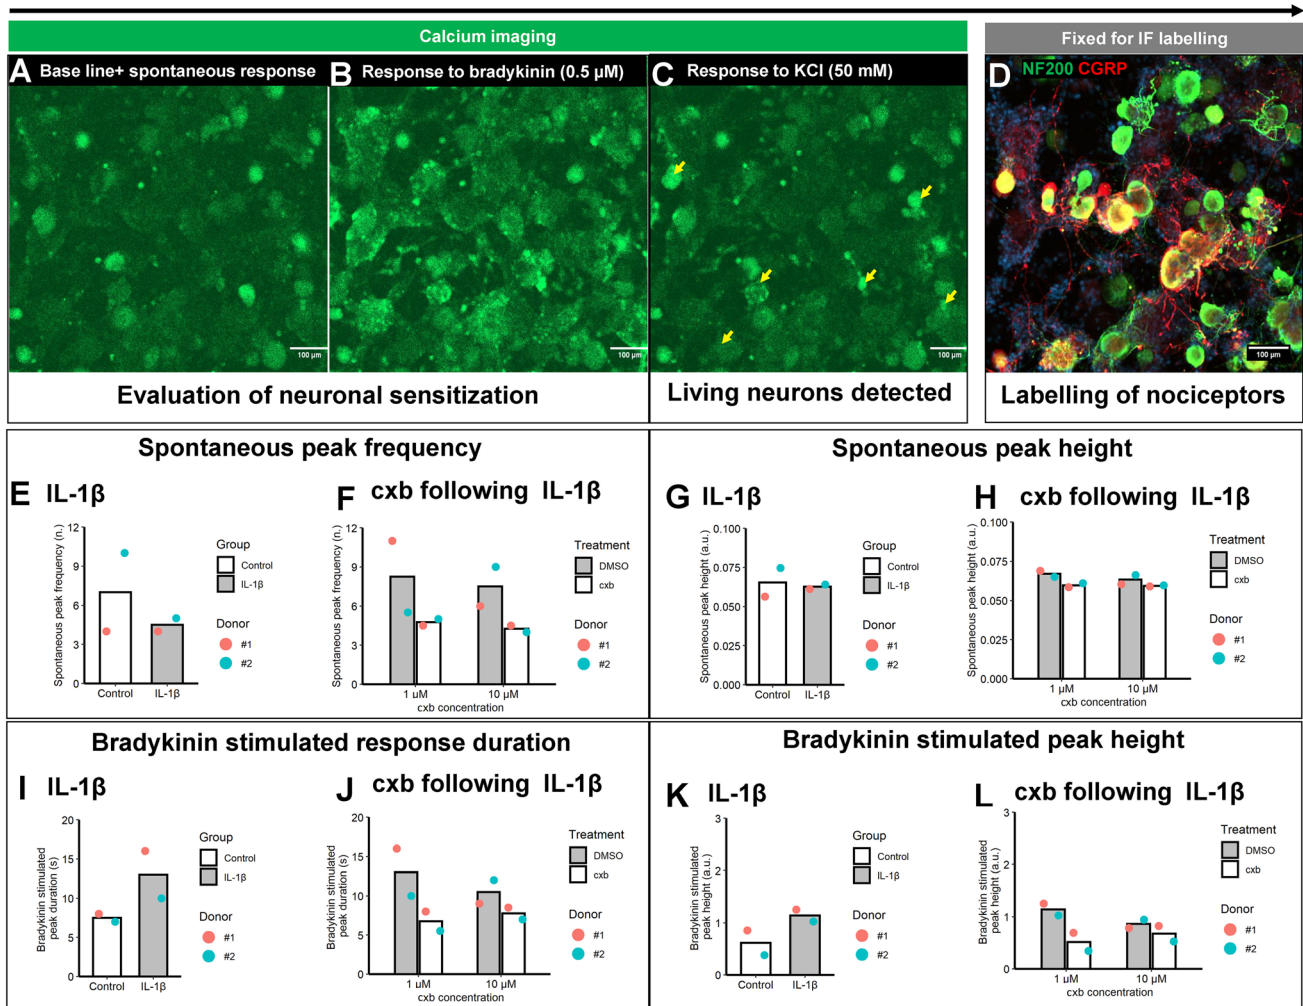 Calcium imaging
Fixed for IF labelling
A Base line+ spontaneous response
B Response to bradykinin (0.5 µM)
C Response to KCl (50 mM)
D NF200 CGRP
100 µm
100 µm
100 µm
100 µm
Evaluation of neuronal sensitization
Living neurons detected
Labelling of nociceptors
Spontaneous peak frequency
E IL-1β
Spontaneous peak frequency (n.)
12
9
6
3
0
Control IL-1β
Group
Control
IL-1β
Donor
#1
#2
F cxb following IL-1β
Spontaneous peak frequency (n.)
12
9
6
3
0
1 µM 10 µM
cxb concentration
Treatment
DMSO
cxb
Donor
#1
#2
Spontaneous peak height
G IL-1β
Spontaneous peak height (a.u.)
0.100
0.075
0.050
0.025
0.000
Control IL-1β
Group
Control
IL-1β
Donor
#1
#2
H cxb following IL-1β
Spontaneous peak height (a.u.)
0.100
0.075
0.050
0.025
0.000
1 µM 10 µM
cxb concentration
Treatment
DMSO
cxb
Donor
#1
#2
Bradykinin stimulated response duration
I IL-1β
Bradykinin stimulated
peak duration (s)
20
15
10
5
0
Control IL-1β
Group
Control
IL-1β
Donor
#1
#2
J cxb following IL-1β
Bradykinin stimulated
peak duration (s)
20
15
10
5
0
1 µM 10 µM
cxb concentration
Treatment
DMSO
cxb
Donor
#1
#2
Bradykinin stimulated peak height
K IL-1β
Bradykinin stimulated
peak height (a.u.)
3
2
1
0
Control IL-1β
Group
Control
IL-1β
Donor
#1
#2
L cxb following IL-1β
Bradykinin stimulated
peak height (a.u.)
3
2
1
0
1 µM 10 µM
cxb concentration
Treatment
DMSO
cxb
Donor
#1
#2